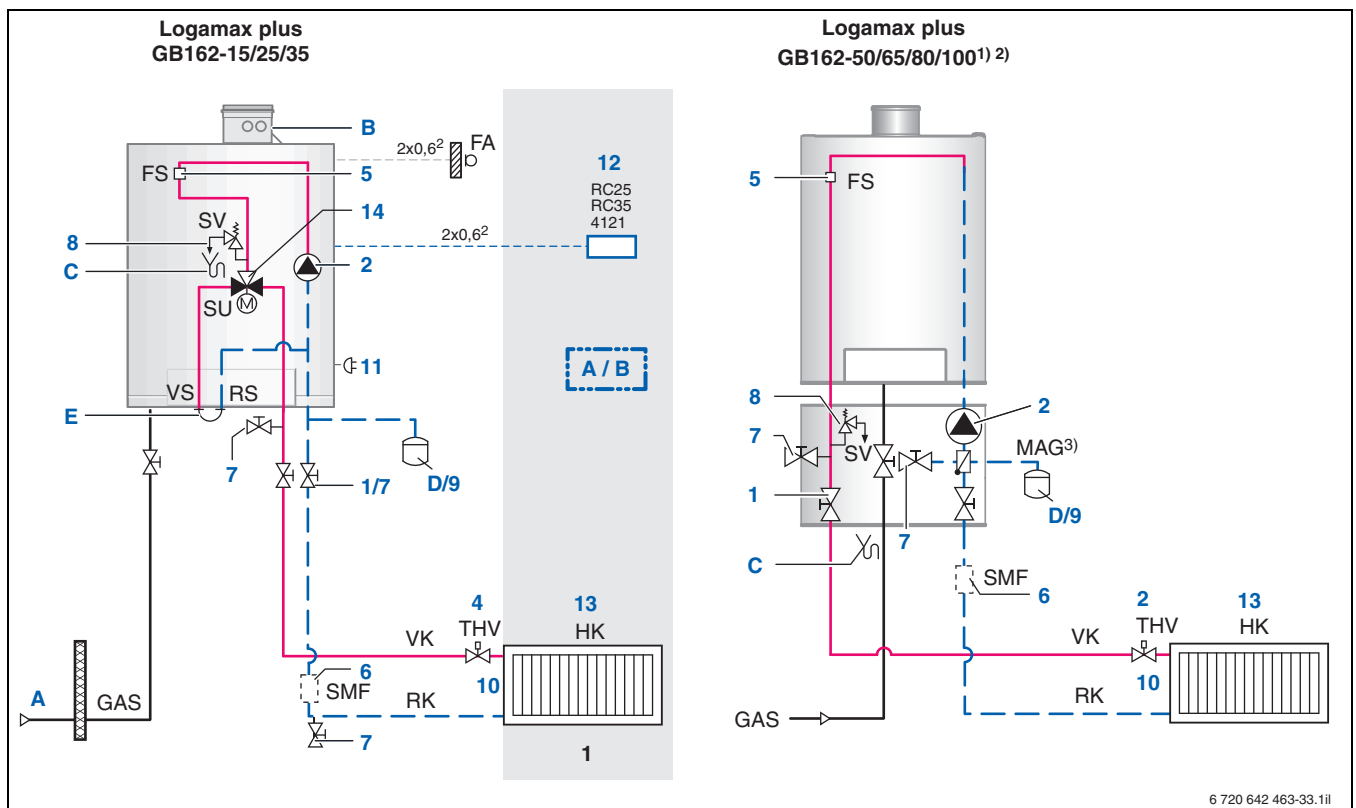 Logamax plus
GB162-15/25/35
B
2x0,6²
FA
FS
5
12
RC25
RC35
4121
SV
14
8
C
2x0,6²
2
SU
M
11
A / B
VS
RS
E
7
1/7
D/9
4
THV
13
HK
VK
6
SMF
10
RK
A
GAS
7
1
Logamax plus
GB162-50/65/80/100¹⁾ ²⁾
5
FS
8
2
7
SV
MAG³⁾
1
D/9
7
C
SMF
6
2
THV
13
HK
VK
10
RK
GAS
6 720 642 463-33.1il